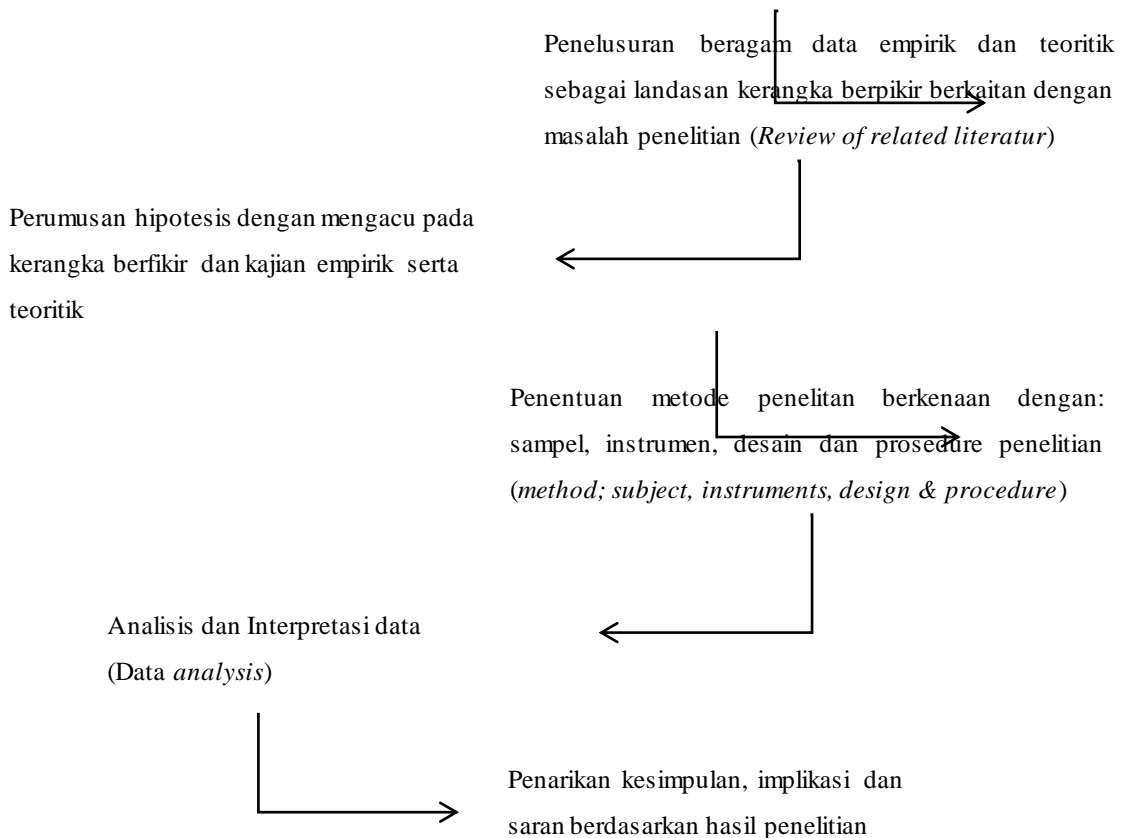 Penelusuran beragam data empirik dan teoritik
sebagai landasan kerangka berpikir berkaitan dengan
masalah penelitian (Review of related literatur)
Perumusan hipotesis dengan mengacu pada
kerangka berfikir dan kajian empirik serta
teoritik
Penentuan metode penelitan berkenaan dengan:
sampel, instrumen, desain dan prosedure penelitian
(method; subject, instruments, design & procedure)
Analisis dan Interpretasi data
(Data analysis)
Penarikan kesimpulan, implikasi dan
saran berdasarkan hasil penelitian